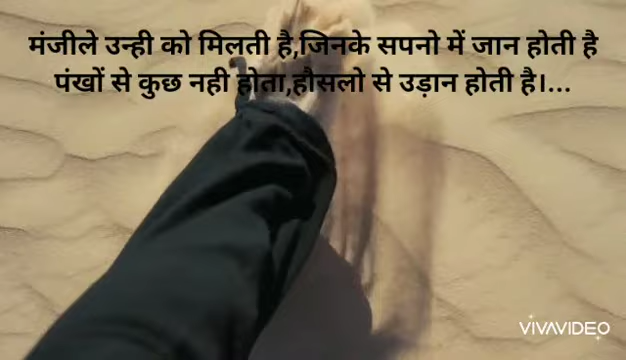 मंजीले उन्ही को मिलती है,जिनके सपनो में जान होती है
पंखों से कुछ नही होता,हौसलो से उड़ान होती है।...
VIVAVIDEO